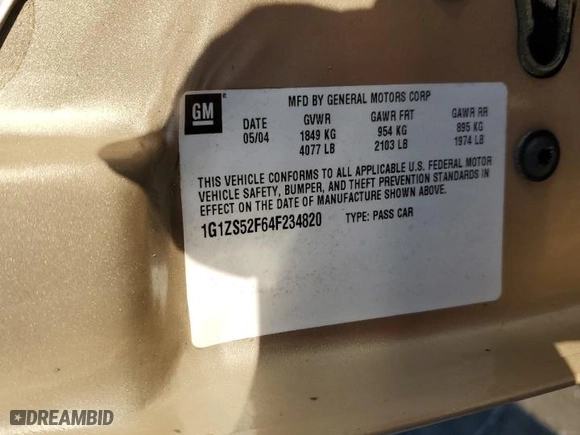 GM
MFD BY GENERAL MOTORS CORP
DATE GVWR GAWR FRT GAWR RR
05/04 1849 KG 954 KG 895 KG
4077 LB 2103 LB 1974 LB
THIS VEHICLE CONFORMS TO ALL APPLICABLE U.S. FEDERAL MOTOR
VEHICLE SAFETY, BUMPER, AND THEFT PREVENTION STANDARDS IN
EFFECT ON THE DATE OF MANUFACTURE SHOWN ABOVE.
1G1ZS52F64F234820 TYPE: PASS CAR
DREAMBID